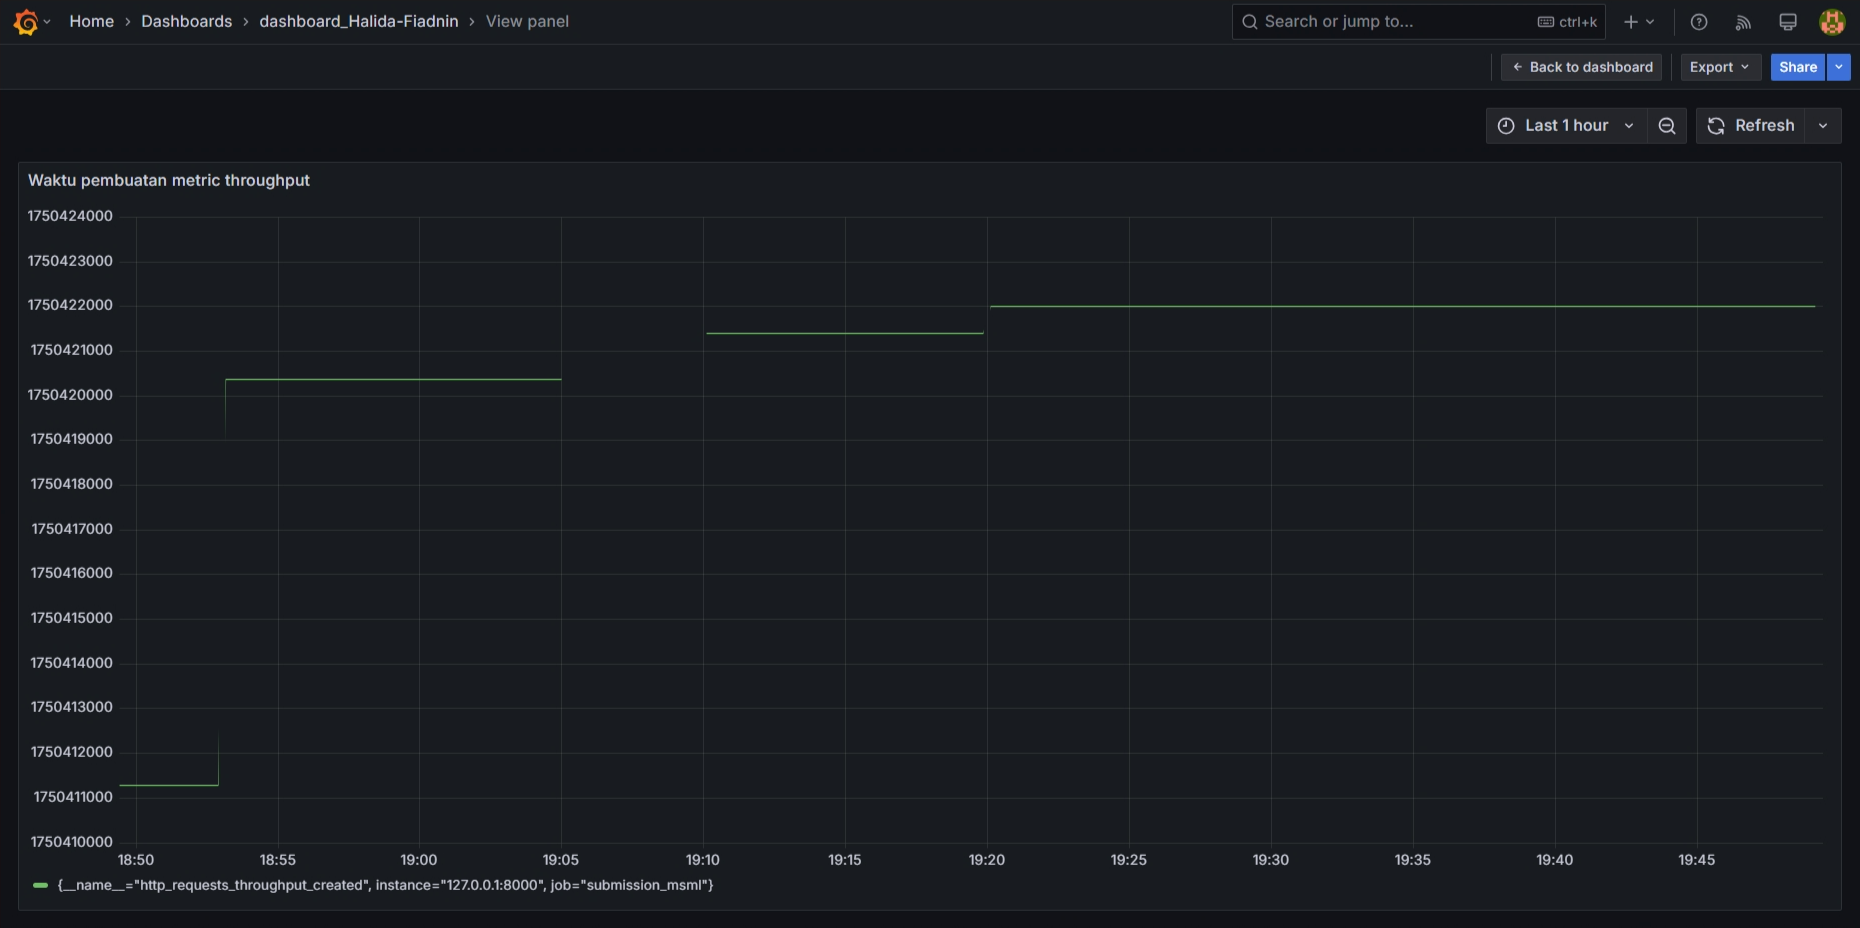 Home › Dashboards › dashboard_Halida-Fiadnin › View panel
Search or jump to... ctrl+k
Back to dashboard Export Share
Last 1 hour Refresh
Waktu pembuatan metric throughput
1750424000
1750423000
1750422000
1750421000
1750420000
1750419000
1750418000
1750417000
1750416000
1750415000
1750414000
1750413000
1750412000
1750411000
1750410000
18:50 18:55 19:00 19:05 19:10 19:15 19:20 19:25 19:30 19:35 19:40 19:45
{__name__="http_requests_throughput_created", instance="127.0.0.1:8000", job="submission_msml"}